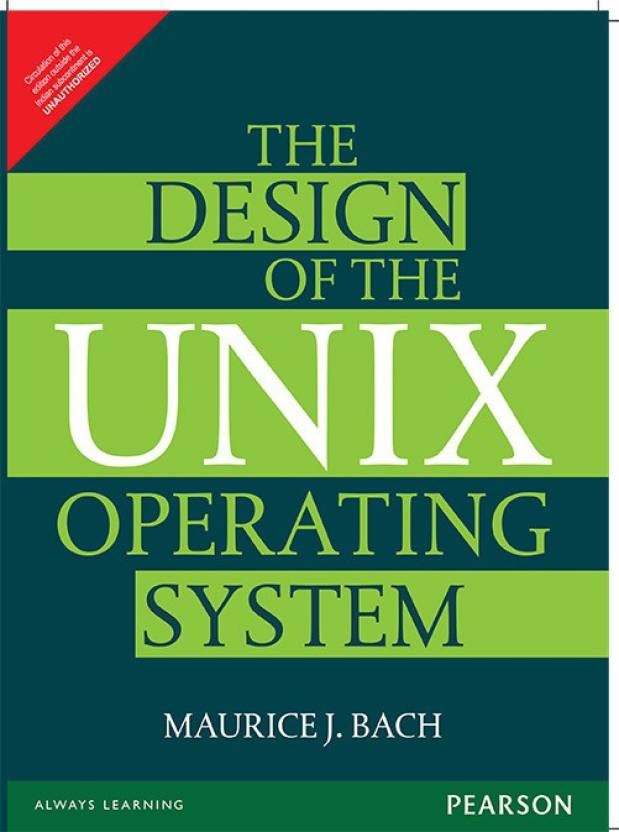 Circulation of this
edition outside the
Indian subcontinent is
UNAUTHORIZED
THE
DESIGN
OF THE
UNIX
OPERATING
SYSTEM
MAURICE J. BACH
ALWAYS LEARNING
PEARSON